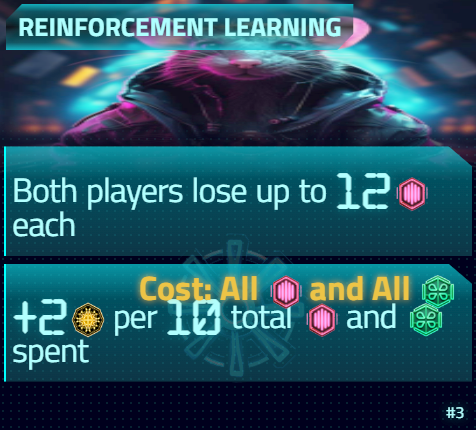 REINFORCEMENT LEARNING
Both players lose up to 12
each
Cost: All and All
+2 per 10 total and
spent
#3